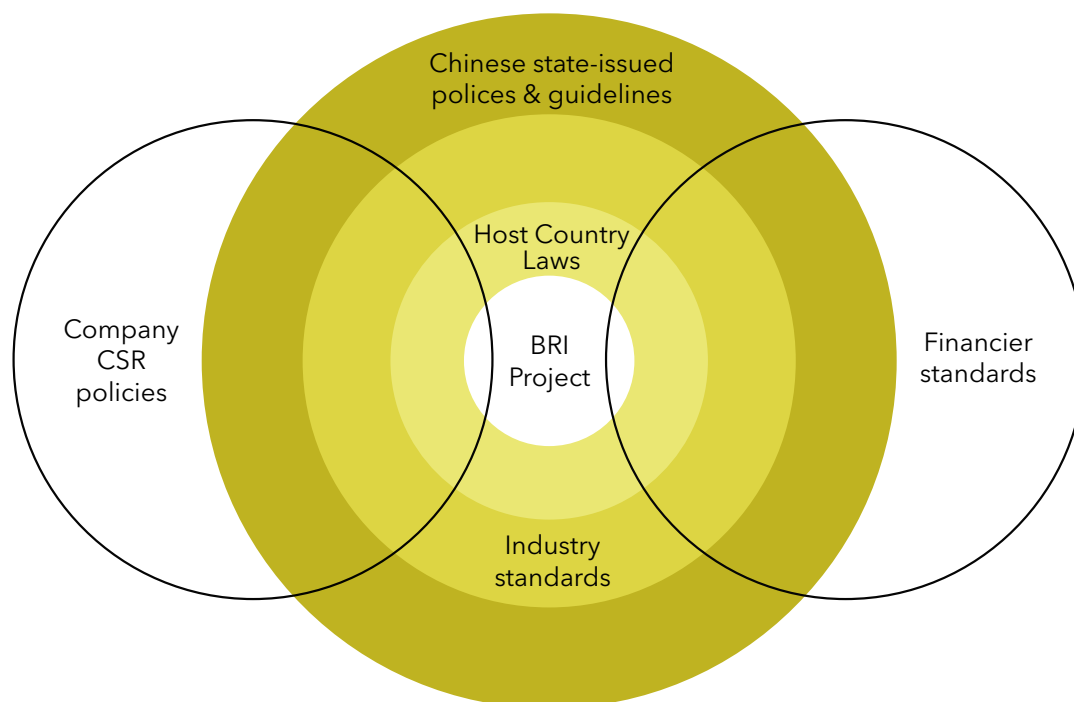 Chinese state-issued
polices & guidelines
Host Country
Laws
Company
CSR
policies
BRI
Project
Financier
standards
Industry
standards